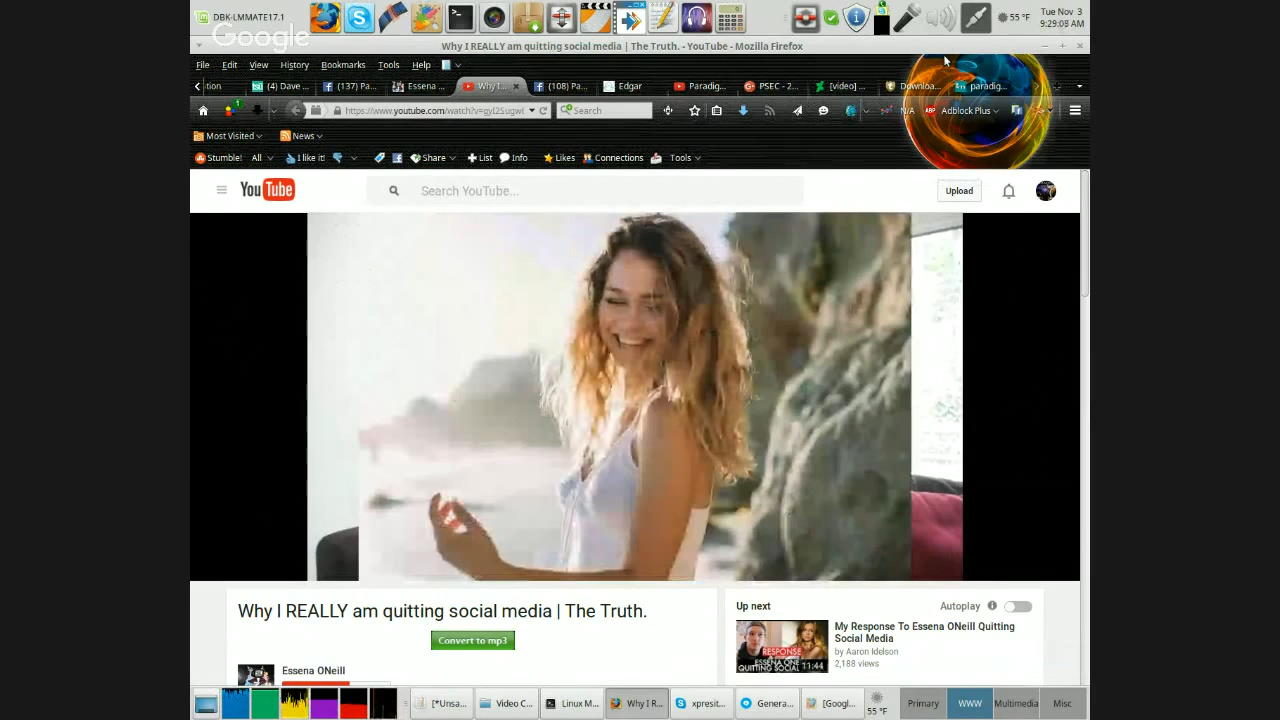 DBK-LMMATE17.1
Google
55 °F
Tue Nov 3
9:29:08 AM
Why I REALLY am quitting social media | The Truth. - YouTube - Mozilla Firefox
File Edit View History Bookmarks Tools Help
(4) Dave ...
(137) Pa...
Essena ...
Why I...
(108) Pa...
Edgar
Paradig...
PSEC - 2...
[video] ...
Downloa...
paradig...
https://www.youtube.com/watch?v=gyI2Sugwl
Search
N/A
ABP
Adblock Plus
Most Visited
News
Stumble! All I like it! Share List Info Likes Connections Tools
YouTube
Search YouTube...
Upload
Why I REALLY am quitting social media | The Truth.
Convert to mp3
Essena ONeill
Up next
Autoplay
RESPONSE
ESSENA ONE
QUITTING SOCIAL
11:44
My Response To Essena ONeill Quitting
Social Media
by Aaron Idelson
2,188 views
[*Unsa...
Video C...
Linux M...
Why I R...
xpresit...
Genera...
[Googl...
55 °F
Primary
WWW
Multimedia
Misc